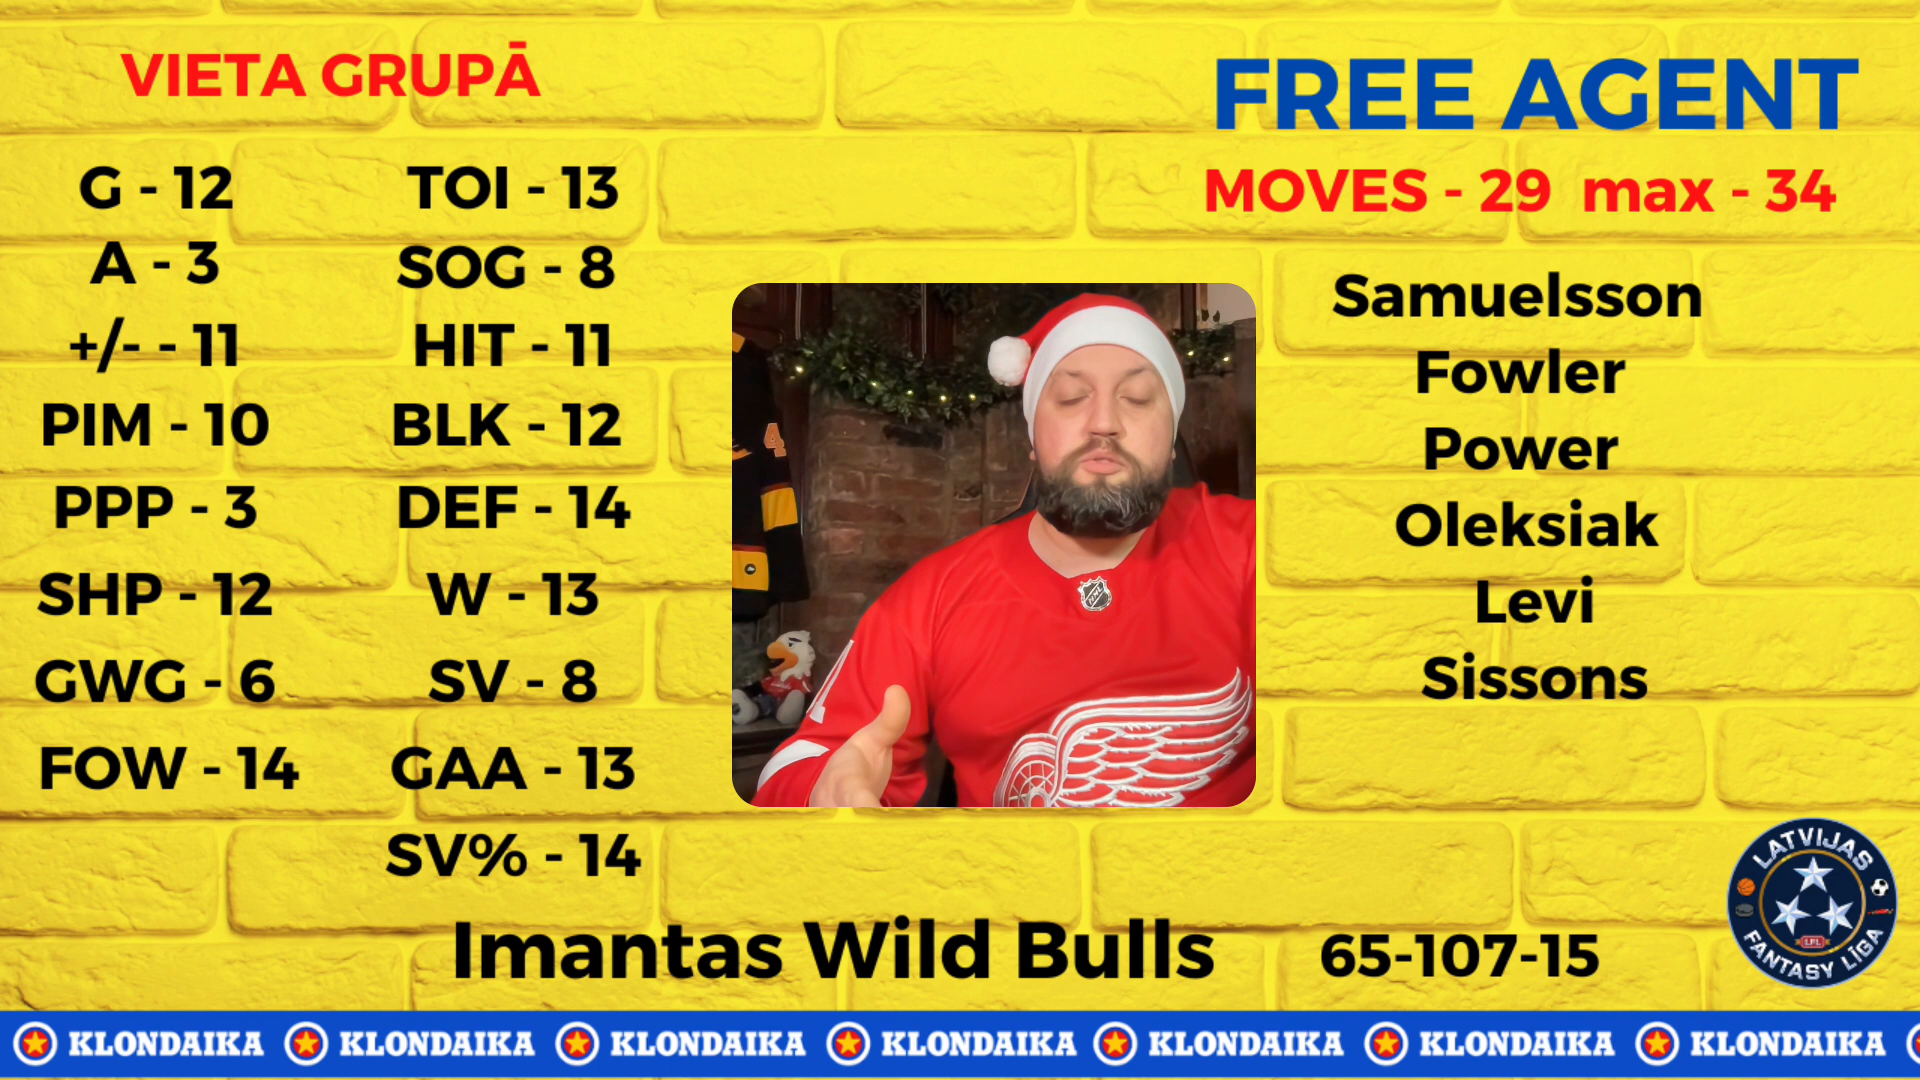 VIETA GRUPĀ
G - 12
A - 3
+/- - 11
PIM - 10
PPP - 3
SHP - 12
GWG - 6
FOW - 14
TOI - 13
SOG - 8
HIT - 11
BLK - 12
DEF - 14
W - 13
SV - 8
GAA - 13
SV% - 14
FREE AGENT
MOVES - 29 max - 34
Samuelsson
Fowler
Power
Oleksiak
Levi
Sissons
4
NHL
Imantas Wild Bulls
65-107-15
LATVIJAS
LFL
FANTASY LĪGA
KLONDAIKA KLONDAIKA KLONDAIKA KLONDAIKA KLONDAIKA KLONDAIKA KLONDAIKA